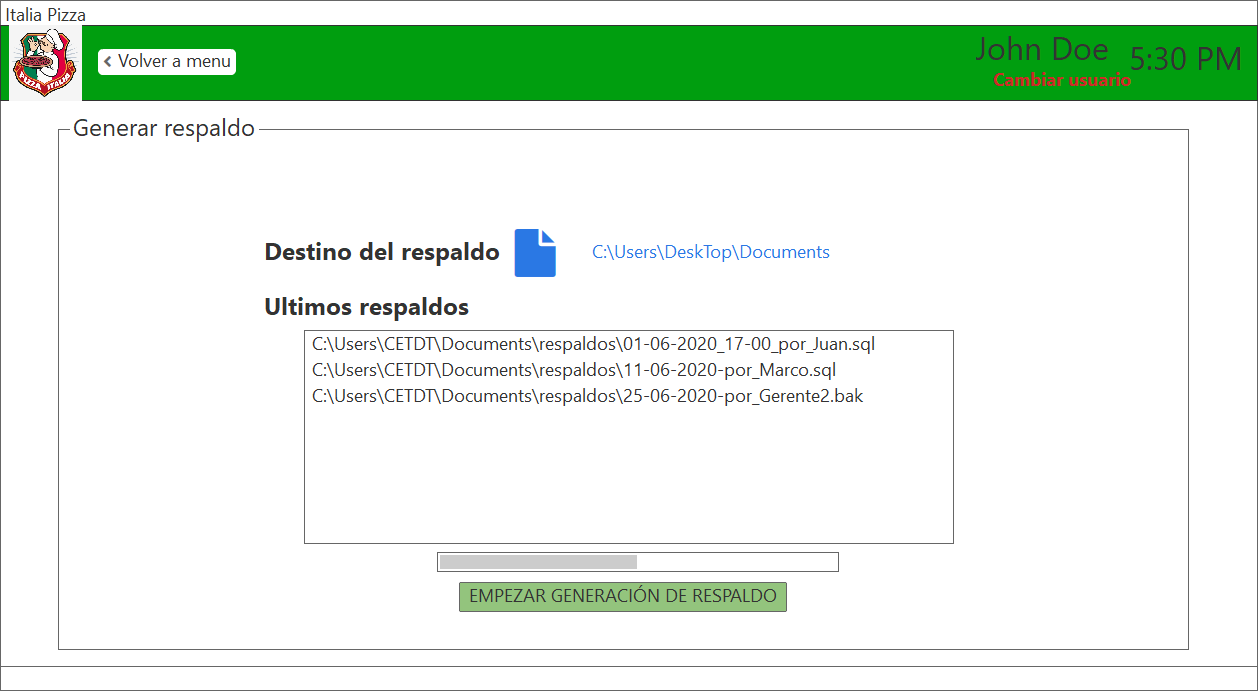 Italia Pizza
Volver a menu
John Doe
5:30 PM
Cambiar usuario
Generar respaldo
Destino del respaldo
C:\Users\DeskTop\Documents
Ultimos respaldos
C:\Users\CETDT\Documents\respaldos\01-06-2020_17-00_por_Juan.sql
C:\Users\CETDT\Documents\respaldos\11-06-2020-por_Marco.sql
C:\Users\CETDT\Documents\respaldos\25-06-2020-por_Gerente2.bak
EMPEZAR GENERACIÓN DE RESPALDO